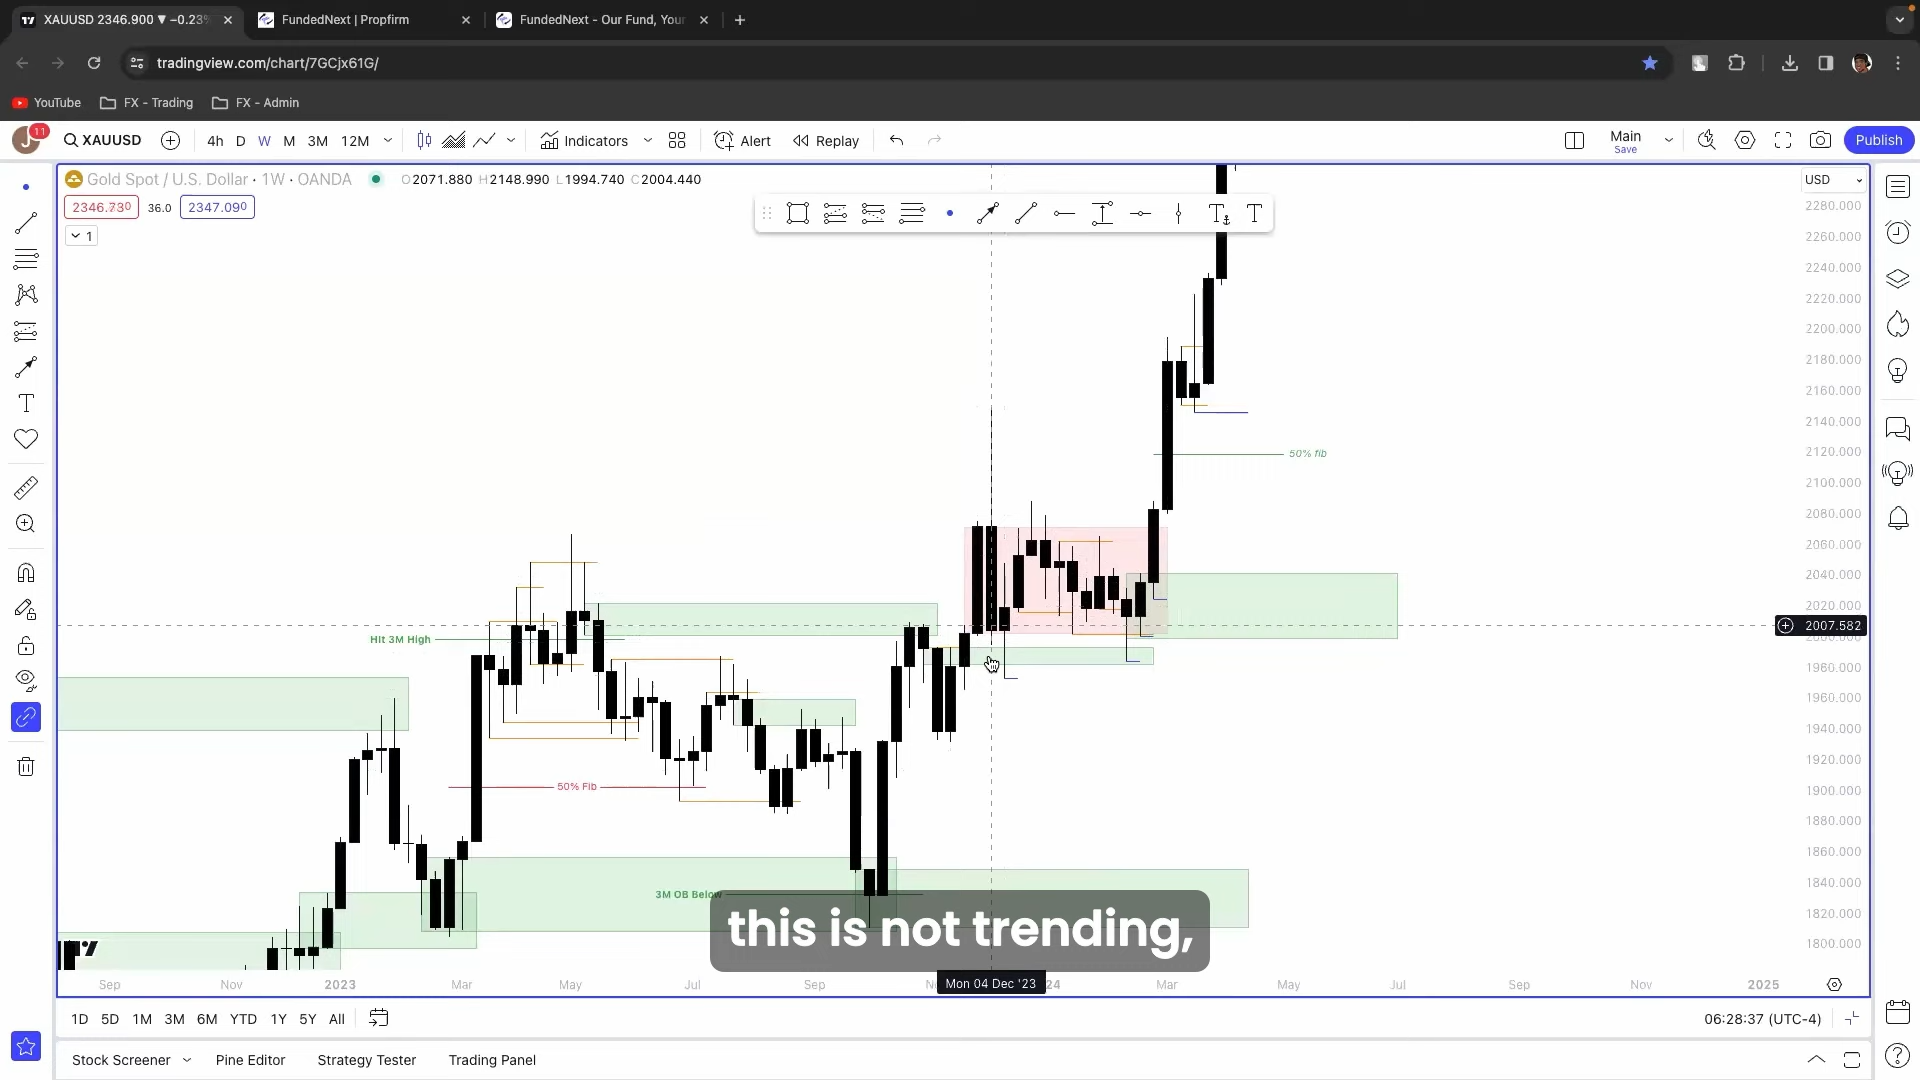 XAUUSD 2346.900 ▼ −0.23%
FundedNext | Propfirm
FundedNext - Our Fund, Your
tradingview.com/chart/7GCjx61G/
YouTube
FX - Trading
FX - Admin
J 11
XAUUSD
4h D W M 3M 12M
Indicators
Alert
Replay
Main
Save
Publish
Gold Spot / U.S. Dollar · 1W · OANDA
O2071.880 H2148.990 L1994.740 C2004.440
USD
2346.730 36.0 2347.090
1
2280.000
2260.000
2240.000
2220.000
2200.000
2180.000
2160.000
2140.000
2120.000
2100.000
2080.000
2060.000
2040.000
2020.000
2007.582
1980.000
1960.000
1940.000
1920.000
1900.000
1880.000
1860.000
1840.000
1820.000
1800.000
50% fib
Hit 3M High
50% Fib
3M OB Below
this is not trending,
Sep Nov 2023 Mar May Jul Sep Mon 04 Dec '23 24 Mar May Jul Sep Nov 2025
1D 5D 1M 3M 6M YTD 1Y 5Y All
06:28:37 (UTC-4)
Stock Screener
Pine Editor
Strategy Tester
Trading Panel